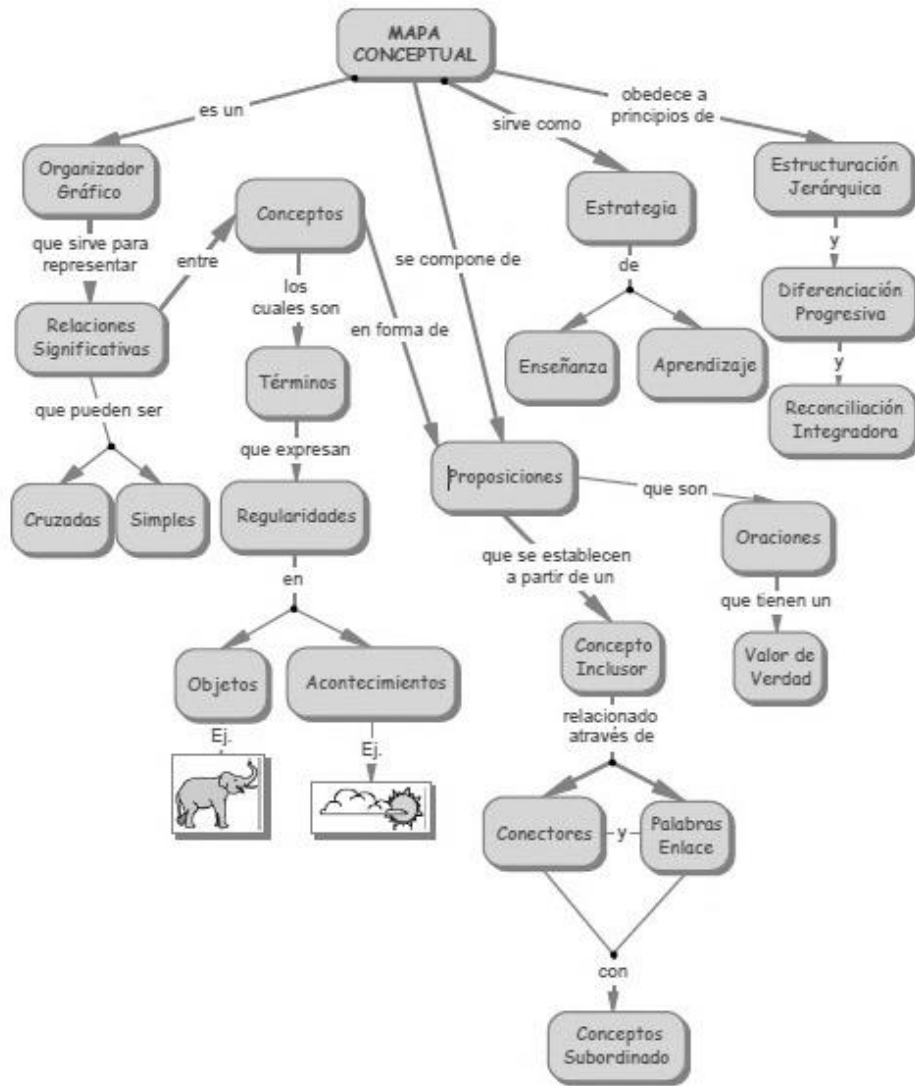 MAPA
CONCEPTUAL
es un
sirve como
obedece a
principios de
Organizador
Gráfico
Conceptos
Estrategia
Estructuración
Jerárquica
que sirve para
representar
entre
los
cuales son
se compone de
de
y
Relaciones
Significativas
en forma de
Diferenciación
Progresiva
Términos
Enseñanza
Aprendizaje
y
que pueden ser
que expresan
Reconciliación
Integradora
Cruzadas
Simples
Regularidades
Proposiciones
que son
Oraciones
en
que se establecen
a partir de un
que tienen un
Objetos
Acontecimientos
Concepto
Inclusor
Valor de
Verdad
Ej.
Ej.
relacionado
através de
Conectores
y
Palabras
Enlace
con
Conceptos
Subordinado